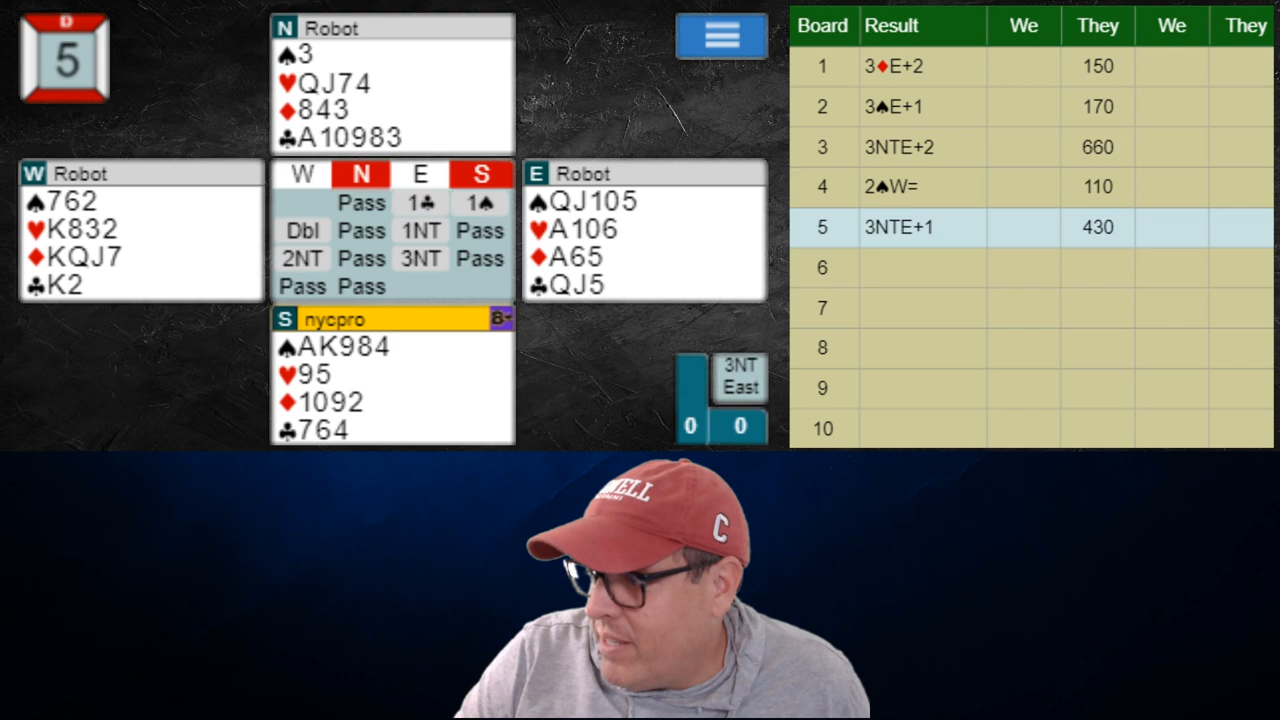 D
5
N Robot
♠3
♥QJ74
♦843
♣A10983
W Robot
♠762
♥K832
♦KQJ7
♣K2
W N E S
Pass 1♣ 1♠
Dbl Pass 1NT Pass
2NT Pass 3NT Pass
Pass Pass
E Robot
♠QJ105
♥A106
♦A65
♣QJ5
S nycpro 8
♠AK984
♥95
♦1092
♣764
3NT
East
0 0
Board Result We They We They
1 3♦E+2 150
2 3♠E+1 170
3 3NTE+2 660
4 2♠W= 110
5 3NTE+1 430
6
7
8
9
10
C